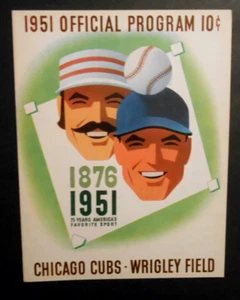 1951 OFFICIAL PROGRAM 10¢
1876
1951
75 YEARS AMERICA'S
FAVORITE SPORT
CHICAGO CUBS · WRIGLEY FIELD